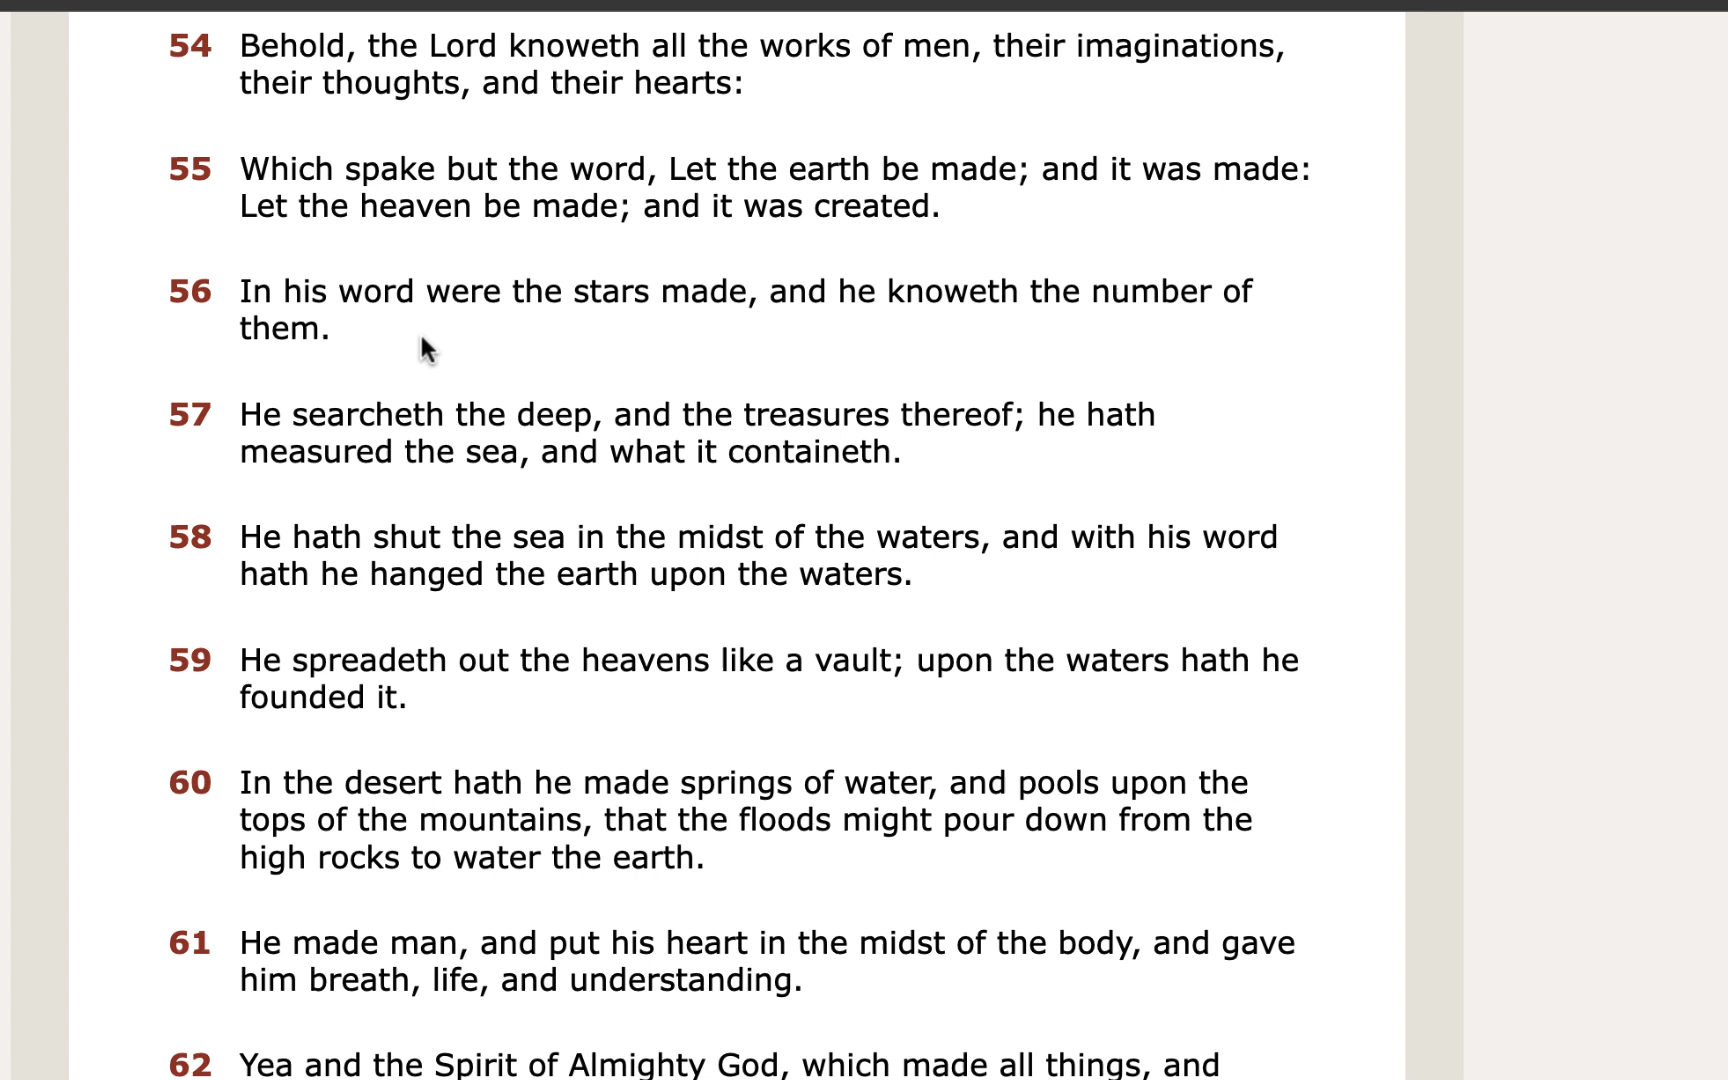 54 Behold, the Lord knoweth all the works of men, their imaginations,
their thoughts, and their hearts:
55 Which spake but the word, Let the earth be made; and it was made:
Let the heaven be made; and it was created.
56 In his word were the stars made, and he knoweth the number of
them.
57 He searcheth the deep, and the treasures thereof; he hath
measured the sea, and what it containeth.
58 He hath shut the sea in the midst of the waters, and with his word
hath he hanged the earth upon the waters.
59 He spreadeth out the heavens like a vault; upon the waters hath he
founded it.
60 In the desert hath he made springs of water, and pools upon the
tops of the mountains, that the floods might pour down from the
high rocks to water the earth.
61 He made man, and put his heart in the midst of the body, and gave
him breath, life, and understanding.
62 Yea and the Spirit of Almighty God, which made all things, and